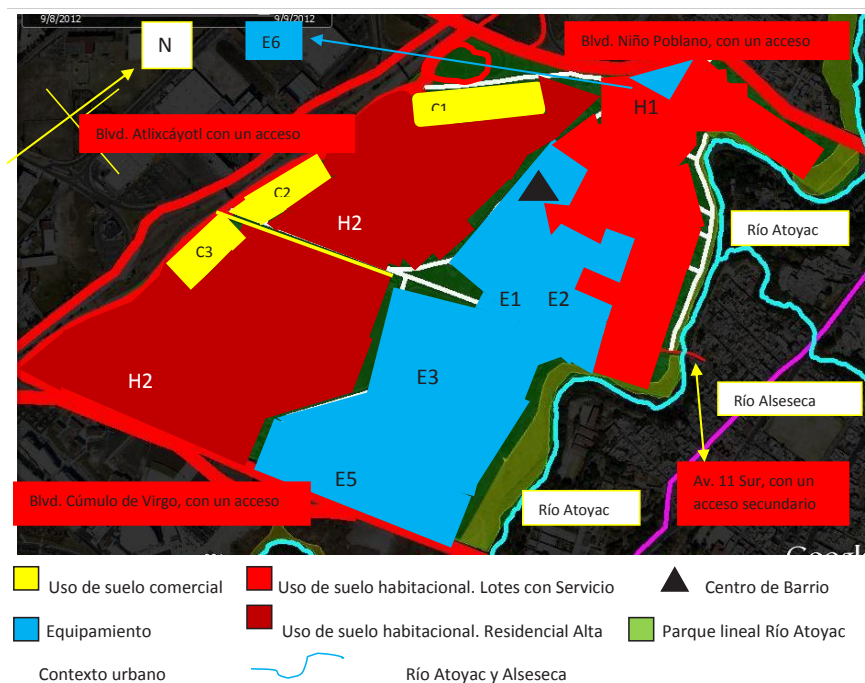 9/8/2012
9/9/2012
N
E6
Blvd. Niño Poblano, con un acceso
C1
H1
Blvd. Atlixcáyotl con un acceso
C2
H2
C3
Río Atoyac
E1
E2
H2
E3
Río Alseseca
E5
Blvd. Cúmulo de Virgo, con un acceso
Río Atoyac
Av. 11 Sur, con un
acceso secundario
Uso de suelo comercial
Uso de suelo habitacional. Lotes con Servicio
Centro de Barrio
Equipamiento
Uso de suelo habitacional. Residencial Alta
Parque lineal Río Atoyac
Contexto urbano
Río Atoyac y Alseseca